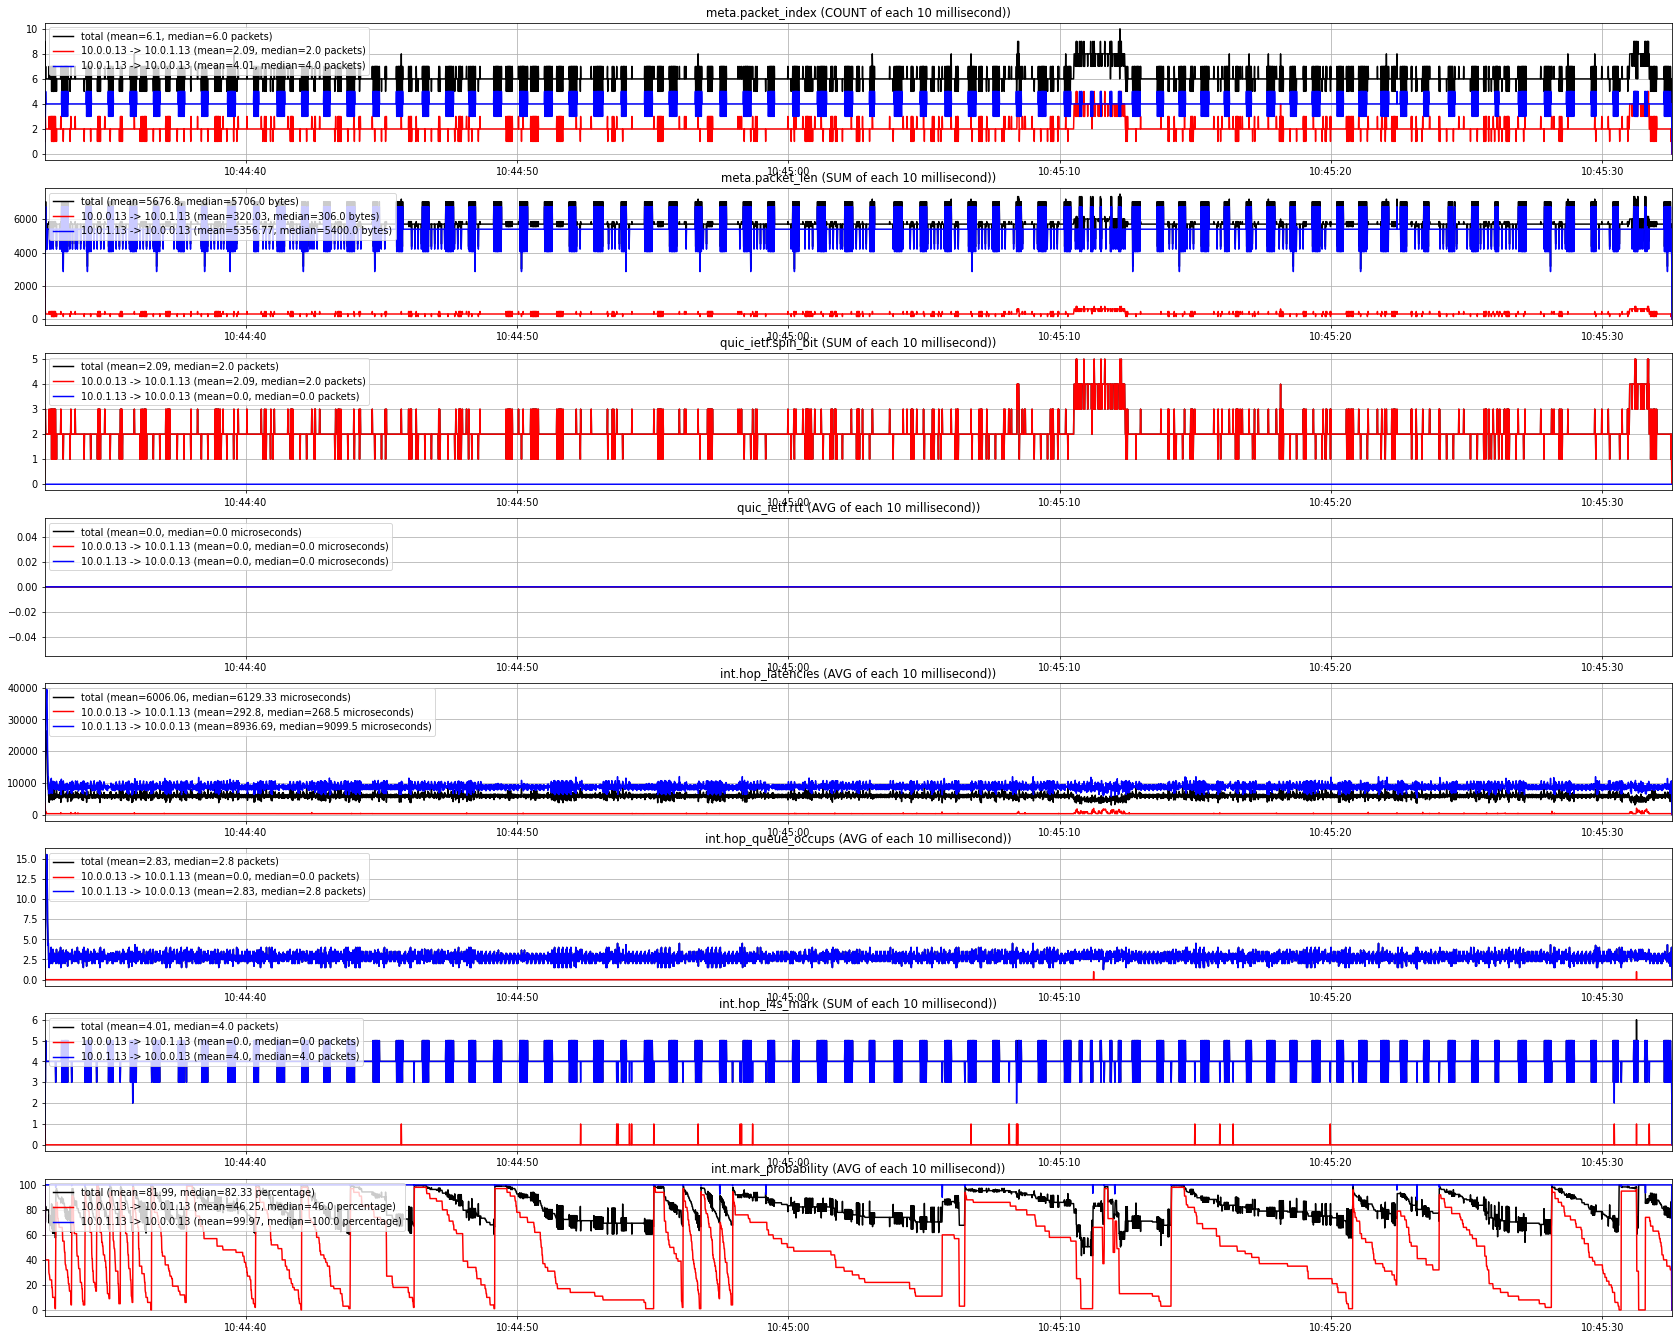 meta.packet_index (COUNT of each 10 millisecond))
10
8
6
4
2
0
total (mean=6.1, median=6.0 packets)
10.0.0.13 -> 10.0.1.13 (mean=2.09, median=2.0 packets)
10.0.1.13 -> 10.0.0.13 (mean=4.01, median=4.0 packets)
10:44:40 10:44:50 10:45:00 10:45:10 10:45:20 10:45:30
meta.packet_len (SUM of each 10 millisecond))
6000
4000
2000
0
total (mean=5676.8, median=5706.0 bytes)
10.0.0.13 -> 10.0.1.13 (mean=320.03, median=306.0 bytes)
10.0.1.13 -> 10.0.0.13 (mean=5356.77, median=5400.0 bytes)
10:44:40 10:44:50 10:45:00 10:45:10 10:45:20 10:45:30
quic_ietf.spin_bit (SUM of each 10 millisecond))
5
4
3
2
1
0
total (mean=2.09, median=2.0 packets)
10.0.0.13 -> 10.0.1.13 (mean=2.09, median=2.0 packets)
10.0.1.13 -> 10.0.0.13 (mean=0.0, median=0.0 packets)
10:44:40 10:44:50 10:45:00 10:45:10 10:45:20 10:45:30
quic_ietf.rtt (AVG of each 10 millisecond))
0.04
0.02
0.00
−0.02
−0.04
total (mean=0.0, median=0.0 microseconds)
10.0.0.13 -> 10.0.1.13 (mean=0.0, median=0.0 microseconds)
10.0.1.13 -> 10.0.0.13 (mean=0.0, median=0.0 microseconds)
10:44:40 10:44:50 10:45:00 10:45:10 10:45:20 10:45:30
int.hop_latencies (AVG of each 10 millisecond))
40000
30000
20000
10000
0
total (mean=6006.06, median=6129.33 microseconds)
10.0.0.13 -> 10.0.1.13 (mean=292.8, median=268.5 microseconds)
10.0.1.13 -> 10.0.0.13 (mean=8936.69, median=9099.5 microseconds)
10:44:40 10:44:50 10:45:00 10:45:10 10:45:20 10:45:30
int.hop_queue_occups (AVG of each 10 millisecond))
15.0
12.5
10.0
7.5
5.0
2.5
0.0
total (mean=2.83, median=2.8 packets)
10.0.0.13 -> 10.0.1.13 (mean=0.0, median=0.0 packets)
10.0.1.13 -> 10.0.0.13 (mean=2.83, median=2.8 packets)
10:44:40 10:44:50 10:45:00 10:45:10 10:45:20 10:45:30
int.hop_l4s_mark (SUM of each 10 millisecond))
6
5
4
3
2
1
0
total (mean=4.01, median=4.0 packets)
10.0.0.13 -> 10.0.1.13 (mean=0.0, median=0.0 packets)
10.0.1.13 -> 10.0.0.13 (mean=4.0, median=4.0 packets)
10:44:40 10:44:50 10:45:00 10:45:10 10:45:20 10:45:30
int.mark_probability (AVG of each 10 millisecond))
100
80
60
40
20
0
total (mean=81.99, median=82.33 percentage)
10.0.0.13 -> 10.0.1.13 (mean=46.25, median=46.0 percentage)
10.0.1.13 -> 10.0.0.13 (mean=99.97, median=100.0 percentage)
10:44:40 10:44:50 10:45:00 10:45:10 10:45:20 10:45:30